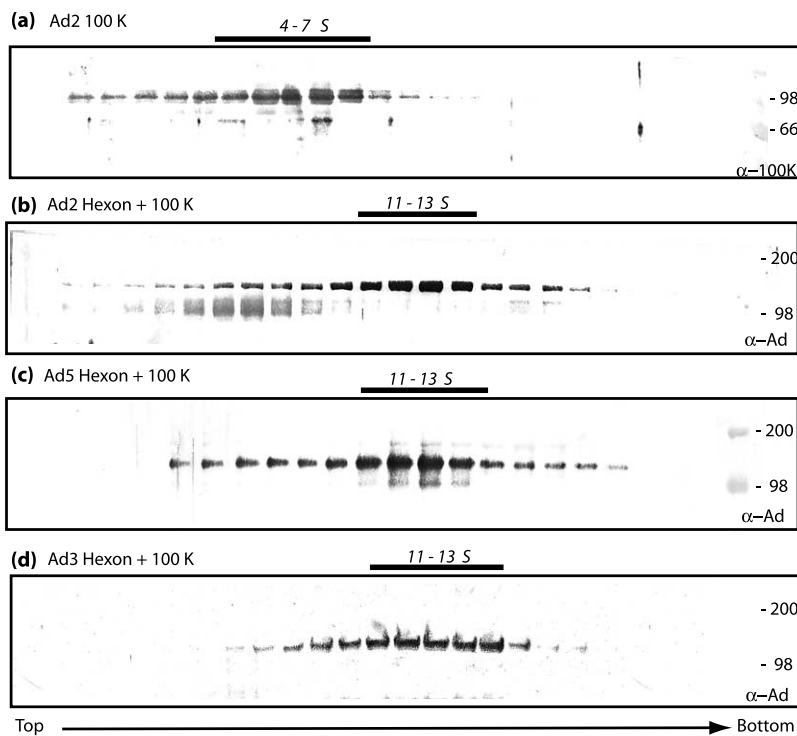 (a) Ad2 100 K 4 - 7 S
- 98
- 66
α–100K
(b) Ad2 Hexon + 100 K 11 - 13 S
- 200
- 98
α–Ad
(c) Ad5 Hexon + 100 K 11 - 13 S
- 200
- 98
α–Ad
(d) Ad3 Hexon + 100 K 11 - 13 S
- 200
- 98
α–Ad
Top Bottom